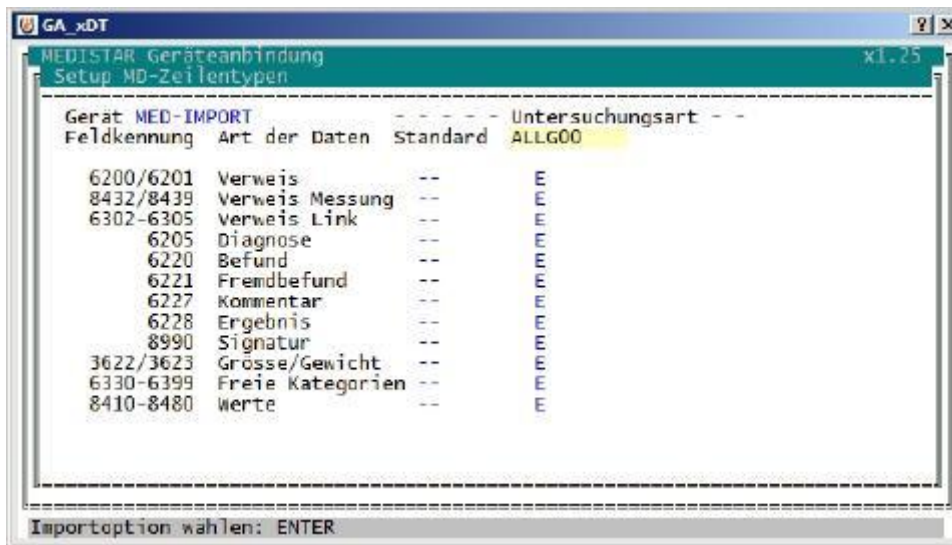 GA_xDT
MEDISTAR Geräteanbindung x1.25
Setup MD-Zeilentypen
Gerät MED-IMPORT - - - - - Untersuchungsart - -
Feldkennung Art der Daten Standard ALLG00
6200/6201 Verweis -- E
8432/8439 Verweis Messung -- E
6302-6305 Verweis Link -- E
6205 Diagnose -- E
6220 Befund -- E
6221 Fremdbefund -- E
6227 Kommentar -- E
6228 Ergebnis -- E
8990 Signatur -- E
3622/3623 Grösse/Gewicht -- E
6330-6399 Freie Kategorien -- E
8410-8480 Werte -- E
Importoption wählen: ENTER